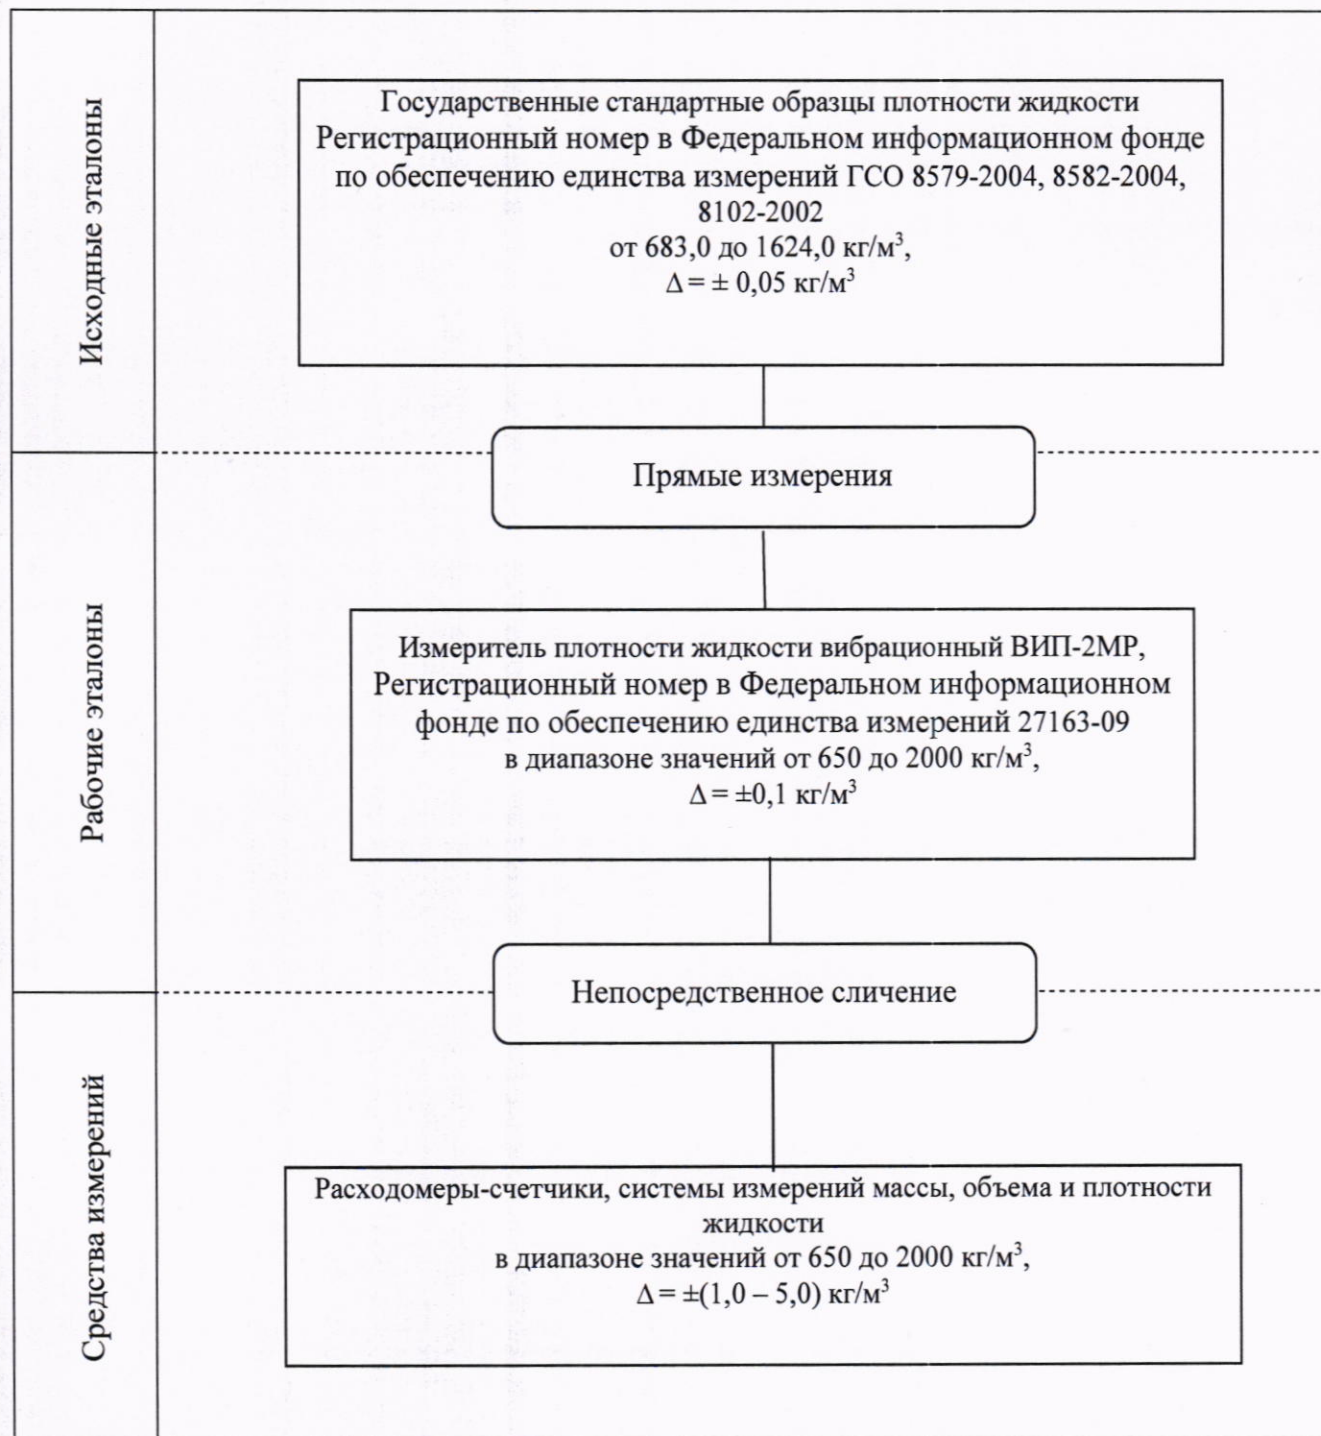 Исходные эталоны
Государственные стандартные образцы плотности жидкости
Регистрационный номер в Федеральном информационном фонде
по обеспечению единства измерений ГСО 8579-2004, 8582-2004,
8102-2002
от 683,0 до 1624,0 кг/м³,
Δ = ± 0,05 кг/м³
Прямые измерения
Рабочие эталоны
Измеритель плотности жидкости вибрационный ВИП-2МР,
Регистрационный номер в Федеральном информационном
фонде по обеспечению единства измерений 27163-09
в диапазоне значений от 650 до 2000 кг/м³,
Δ = ±0,1 кг/м³
Непосредственное сличение
Средства измерений
Расходомеры-счетчики, системы измерений массы, объема и плотности
жидкости
в диапазоне значений от 650 до 2000 кг/м³,
Δ = ±(1,0 – 5,0) кг/м³